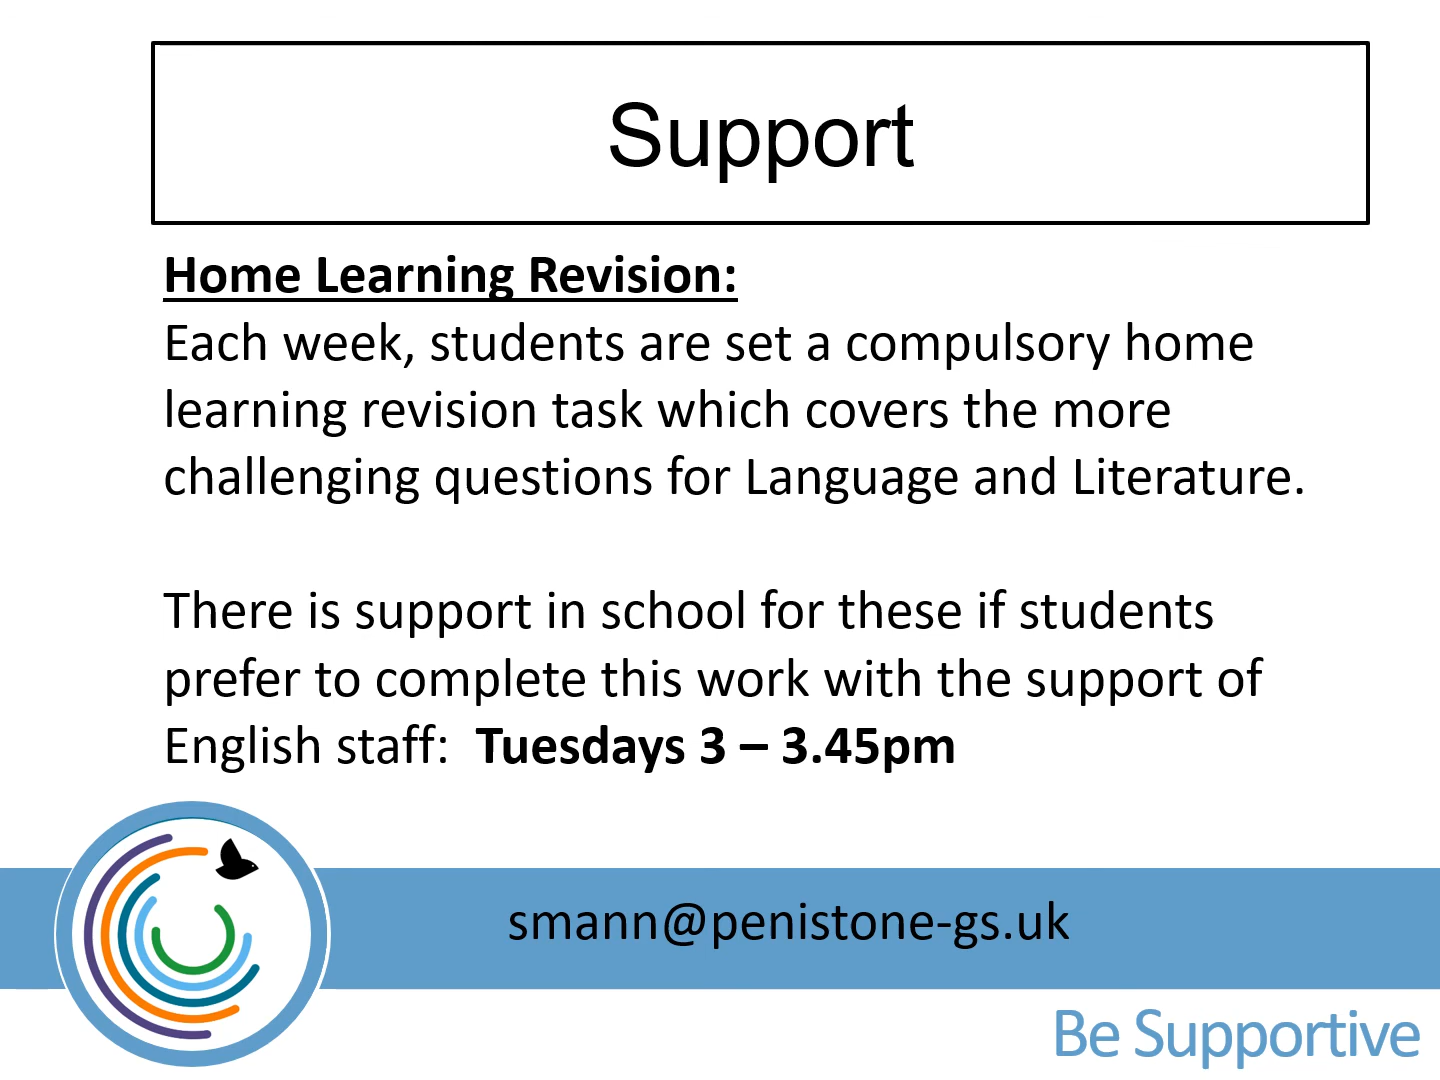 Support
Home Learning Revision:
Each week, students are set a compulsory home
learning revision task which covers the more
challenging questions for Language and Literature.
There is support in school for these if students
prefer to complete this work with the support of
English staff:  Tuesdays 3 – 3.45pm
smann@penistone-gs.uk
Be Supportive